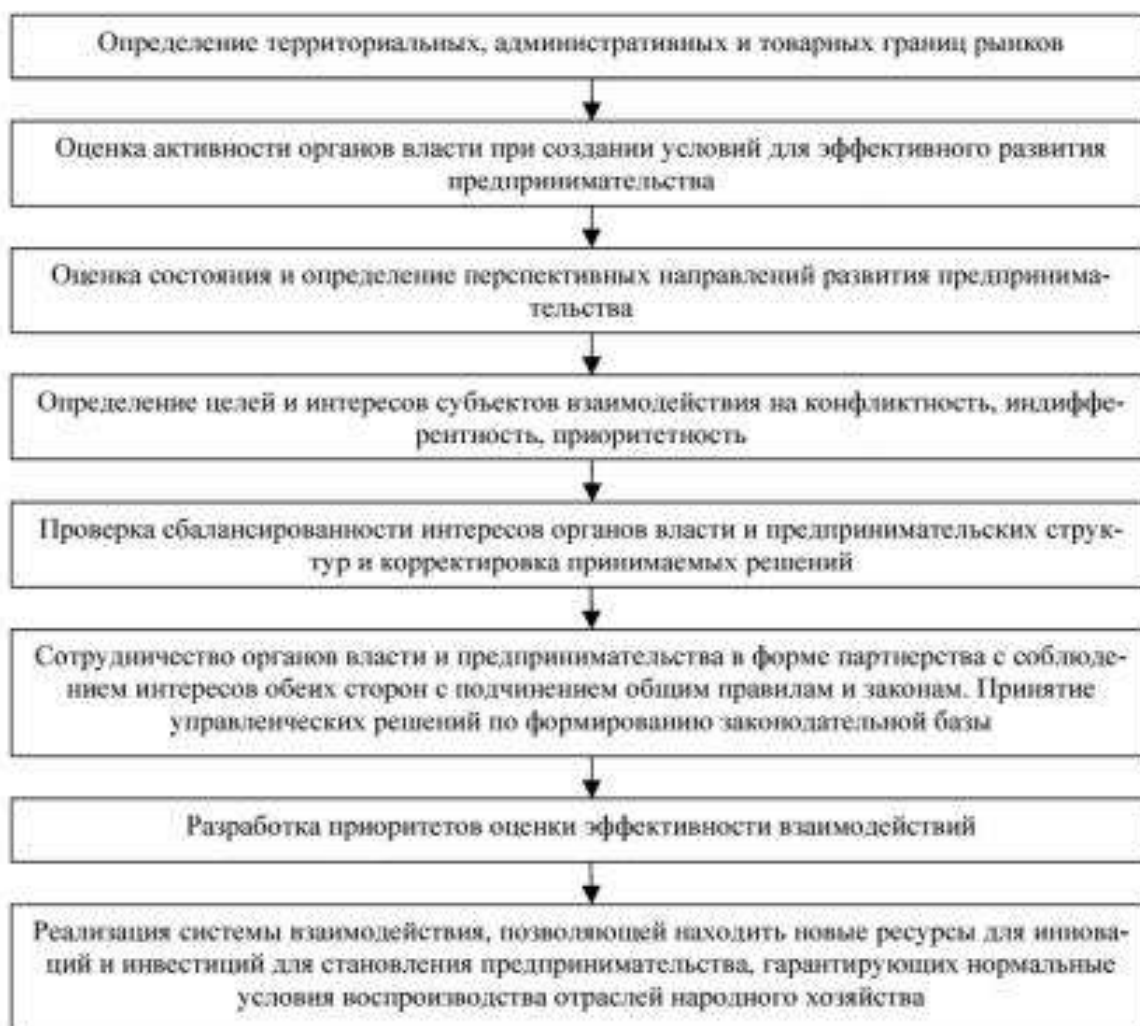 Определение территориальных, административных и товарных границ рынков
Оценка активности органов власти при создании условий для эффективного развития
предпринимательства
Оценка состояния и определение перспективных направлений развития предпринима-
тельства
Определение целей и интересов субъектов взаимодействия на конфликтность, индиффе-
рентность, приоритетность
Проверка сбалансированности интересов органов власти и предпринимательских струк-
тур и корректировка принимаемых решений
Сотрудничество органов власти и предпринимательства в форме партнерства с соблюде-
нием интересов обеих сторон с подчинением общим правилам и законам. Принятие
управленческих решений по формированию законодательной базы
Разработка приоритетов оценки эффективности взаимодействий
Реализация системы взаимодействия, позволяющей находить новые ресурсы для иннова-
ций и инвестиций для становления предпринимательства, гарантирующих нормальные
условия воспроизводства отраслей народного хозяйства